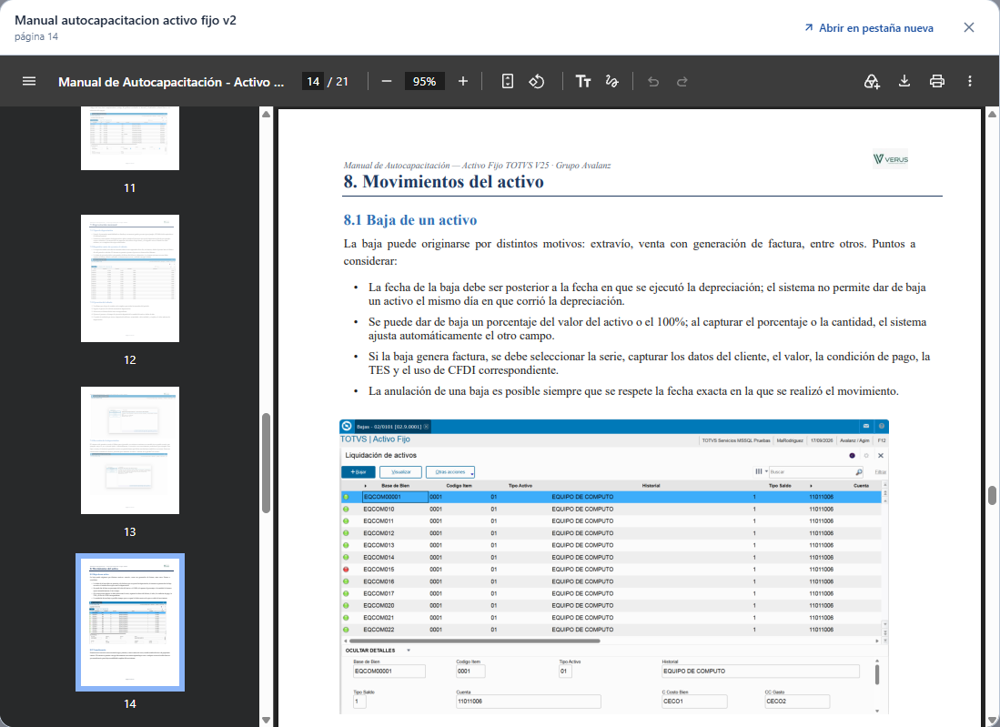 Manual autocapacitacion activo fijo v2
página 14
Abrir en pestaña nueva
Manual de Autocapacitación - Activo ...
14 / 21
95%
11
12
13
14
Manual de Autocapacitación — Activo Fijo TOTVS V25 · Grupo Avalanz
VERUS
8. Movimientos del activo
8.1 Baja de un activo
La baja puede originarse por distintos motivos: extravío, venta con generación de factura, entre otros. Puntos a
considerar:
• La fecha de la baja debe ser posterior a la fecha en que se ejecutó la depreciación; el sistema no permite dar de baja
un activo el mismo día en que corrió la depreciación.
• Se puede dar de baja un porcentaje del valor del activo o el 100%; al capturar el porcentaje o la cantidad, el sistema
ajusta automáticamente el otro campo.
• Si la baja genera factura, se debe seleccionar la serie, capturar los datos del cliente, el valor, la condición de pago, la
TES y el uso de CFDI correspondiente.
• La anulación de una baja es posible siempre que se respete la fecha exacta en la que se realizó el movimiento.
Bajas - 02/0101 [02.9.0001]
TOTVS | Activo Fijo
TOTVS Servicios MSSQL Pruebas MaRodriguez 17/09/2026 Avalanz / Agim F12
Liquidación de activos
+ Bajar Visualizar Otras acciones Buscar Filtrar
Base de Bien Codigo Item Tipo Activo Historial Tipo Saldo Cuenta
EQCOM00001 0001 01 EQUIPO DE COMPUTO 1 11011006
EQCOM010 0001 01 EQUIPO DE COMPUTO 1 11011006
EQCOM011 0001 01 EQUIPO DE COMPUTO 1 11011006
EQCOM012 0001 01 EQUIPO DE COMPUTO 1 11011006
EQCOM013 0001 01 EQUIPO DE COMPUTO 1 11011006
EQCOM014 0001 01 EQUIPO DE COMPUTO 1 11011006
EQCOM015 0001 01 EQUIPO DE COMPUTO 1 11011006
EQCOM016 0001 01 EQUIPO DE COMPUTO 1 11011006
EQCOM017 0001 01 EQUIPO DE COMPUTO 1 11011006
EQCOM020 0001 01 EQUIPO DE COMPUTO 1 11011006
EQCOM021 0001 01 EQUIPO DE COMPUTO 1 11011006
EQCOM022 0001 01 EQUIPO DE COMPUTO 1 11011006
OCULTAR DETALLES
Base de Bien Codigo Item Tipo Activo Historial
EQCOM00001 0001 01 EQUIPO DE COMPUTO
Tipo Saldo Cuenta C Costo Bien CC Gasto
1 11011006 CECO1 CECO2